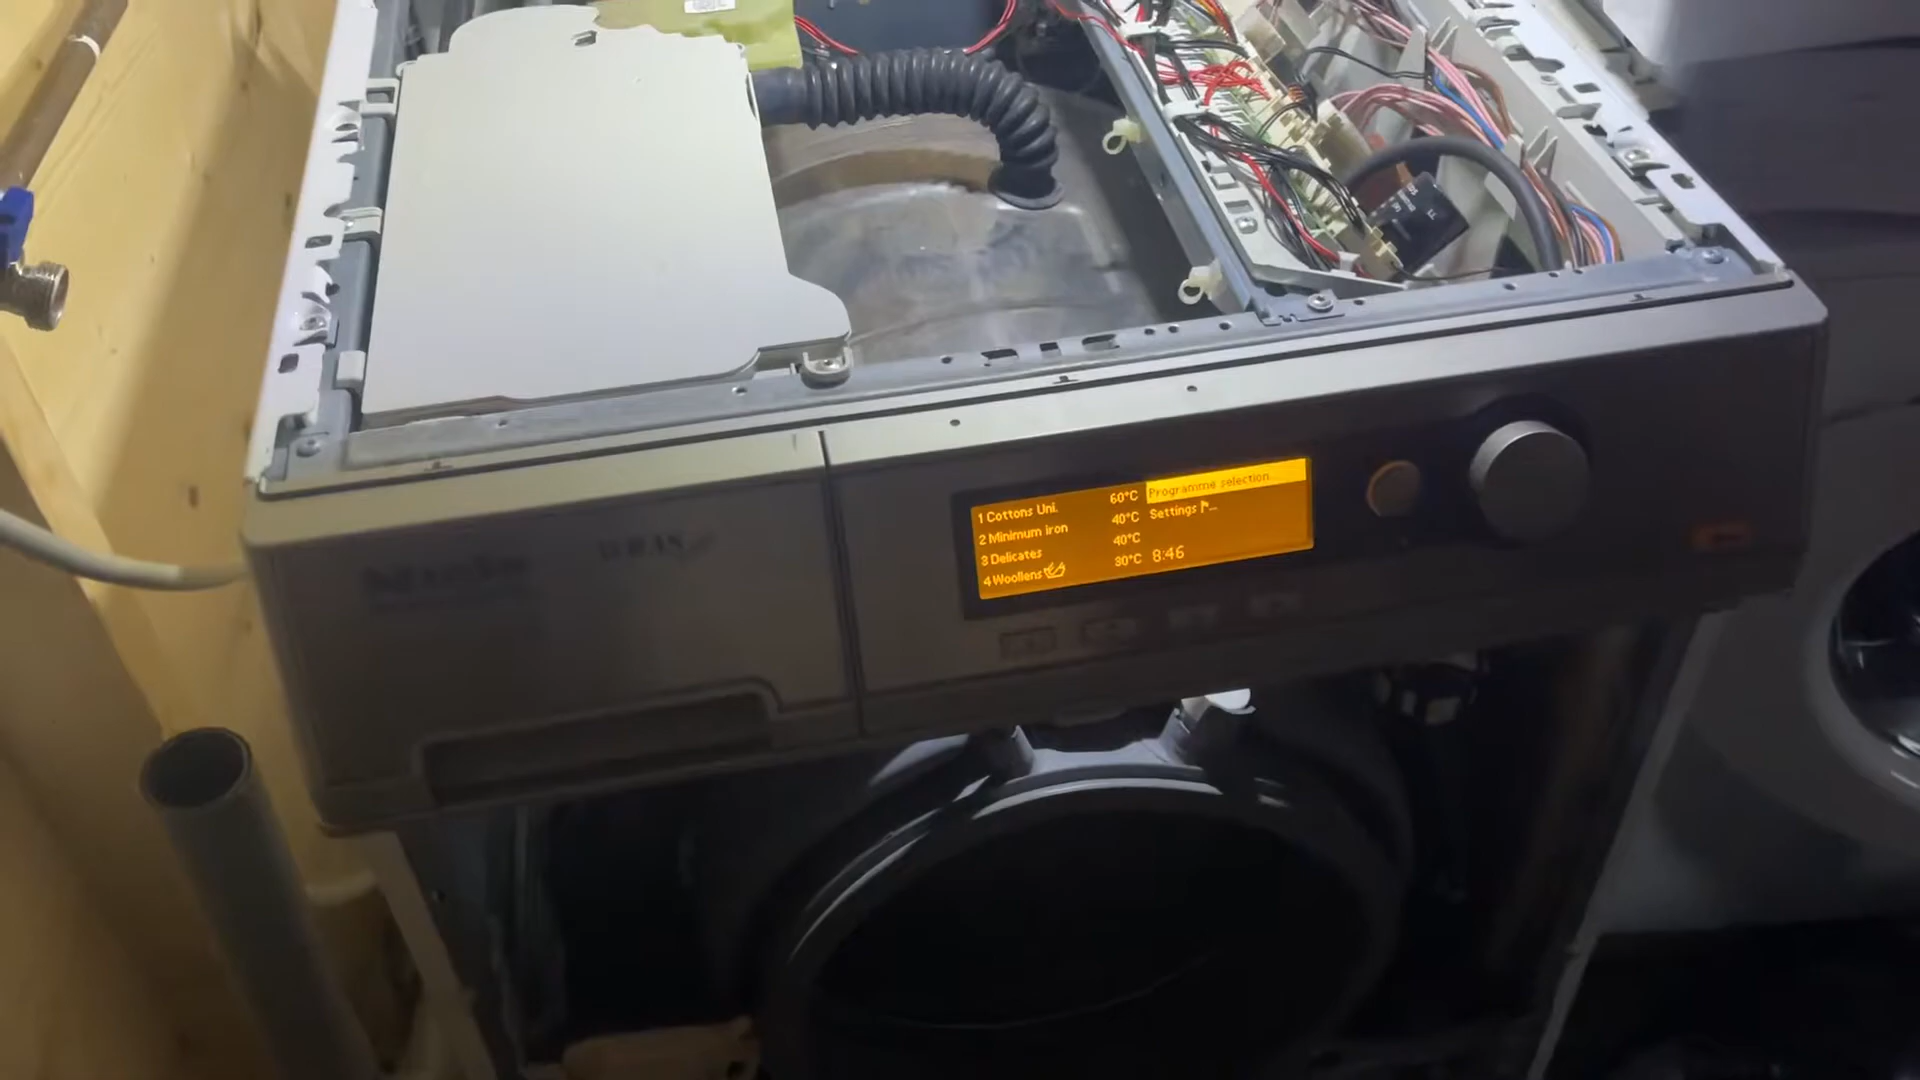 1 Cottons Uni. 60°C
2 Minimum iron 40°C
3 Delicates 40°C
4 Woollens 30°C
Programme selection
Settings ...
8:46